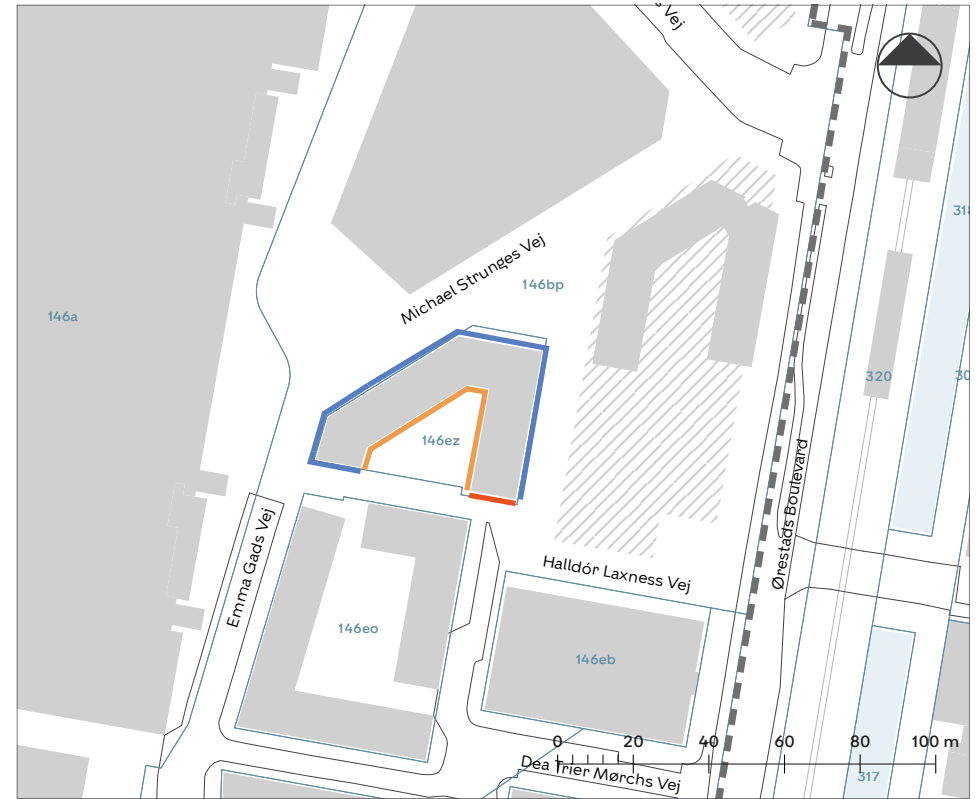 s Vej
318
Michael Strunges Vej
146bp
146a
320
30
146ez
Ørestads Boulevard
Emma Gads Vej
Halldór Laxness Vej
146eo
146eb
0 20 40 60 80 100 m
Dea Trier Mørchs Vej
317